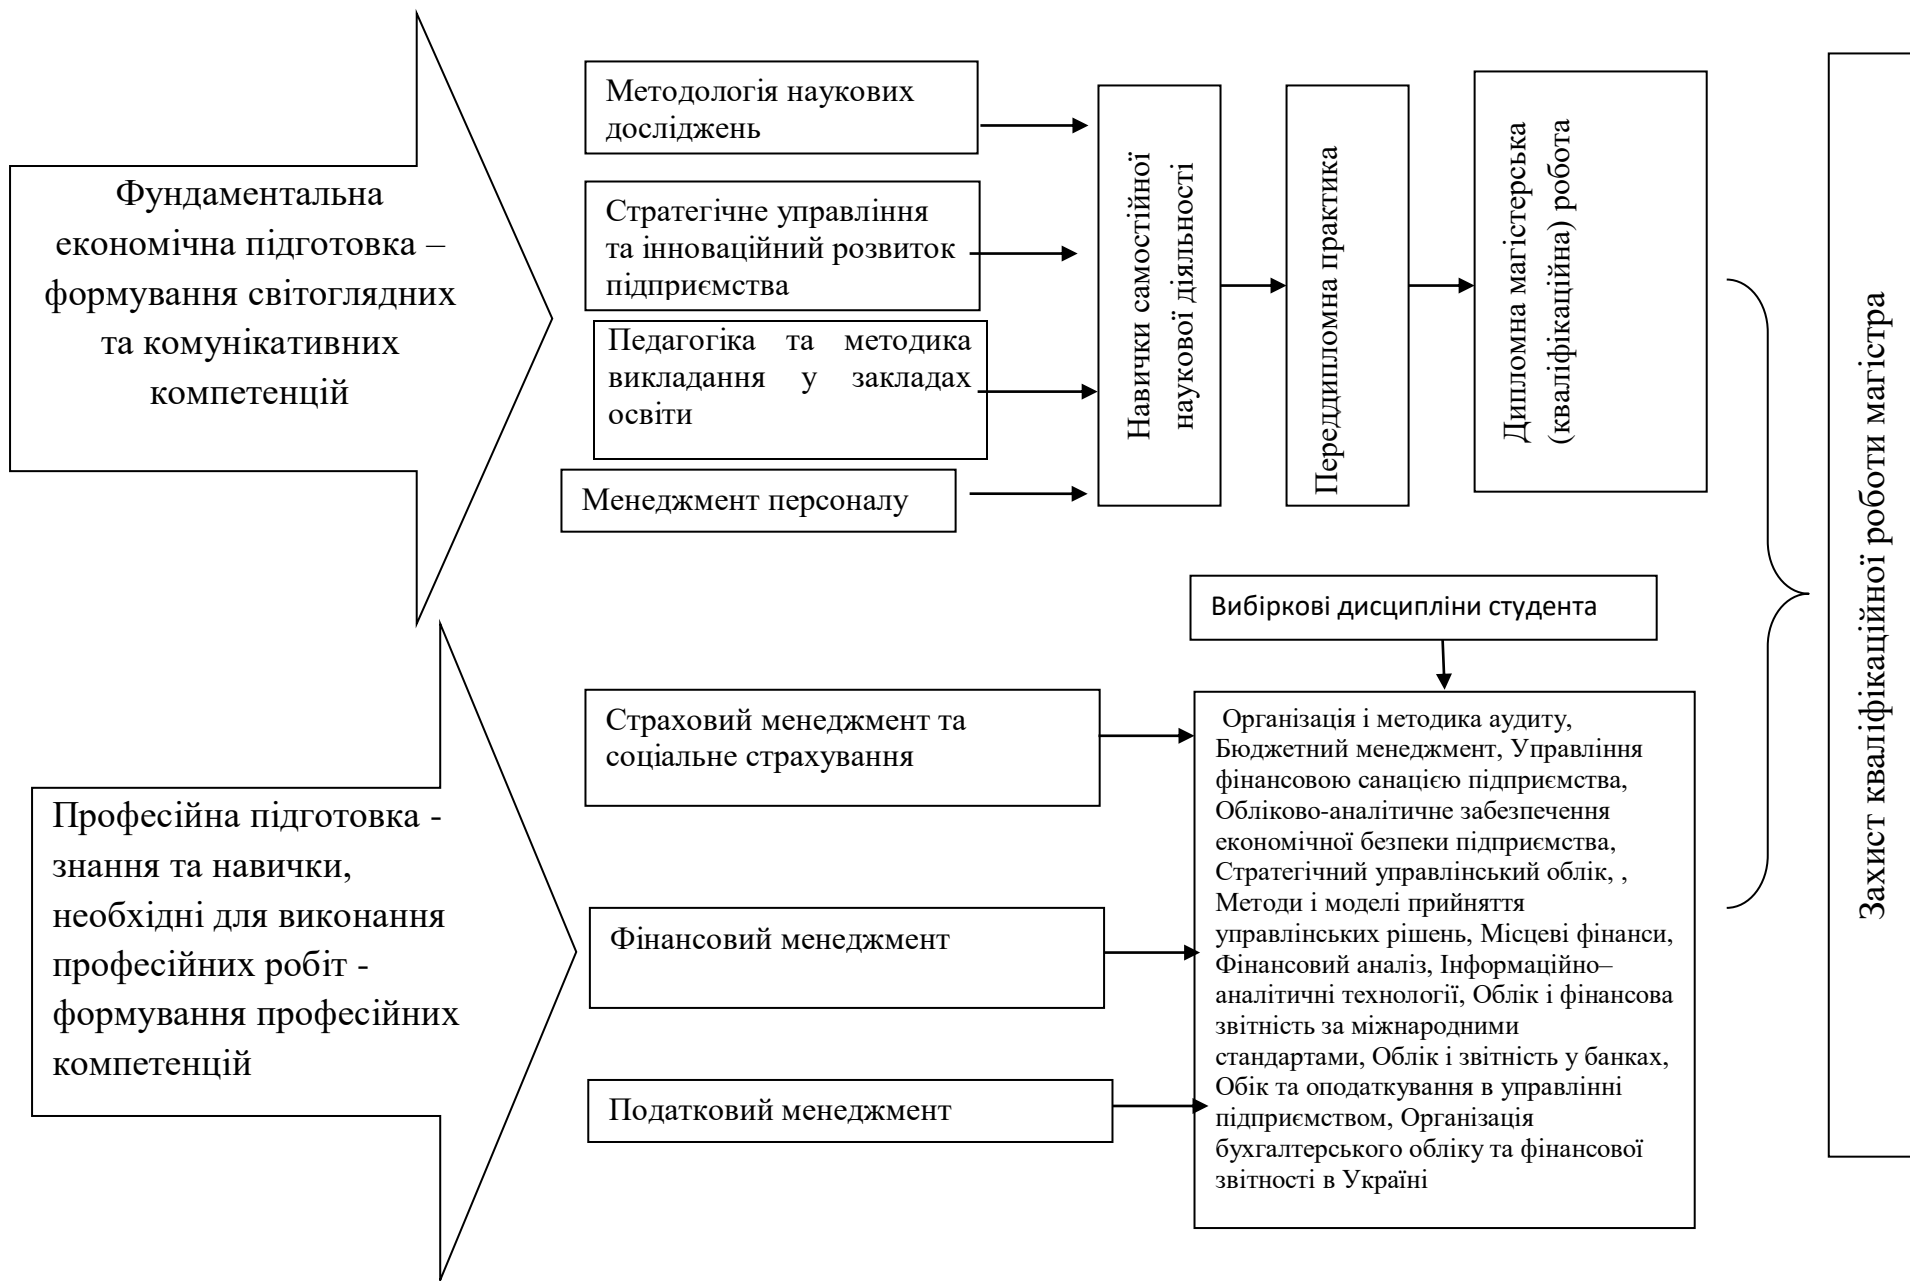 Фундаментальна
економічна підготовка –
формування світоглядних
та комунікативних
компетенцій
Методологія наукових
досліджень
Стратегічне управління
та інноваційний розвиток
підприємства
Педагогіка та методика
викладання у закладах
освіти
Менеджмент персоналу
Навички самостійної
наукової діяльності
Переддипломна практика
Дипломна магістерська
(кваліфікаційна) робота
Захист кваліфікаційної роботи магістра
Професійна підготовка -
знання та навички,
необхідні для виконання
професійних робіт -
формування професійних
компетенцій
Страховий менеджмент та
соціальне страхування
Фінансовий менеджмент
Податковий менеджмент
Вибіркові дисципліни студента
Організація і методика аудиту,
Бюджетний менеджмент, Управління
фінансовою санацією підприємства,
Обліково-аналітичне забезпечення
економічної безпеки підприємства,
Стратегічний управлінський облік, ,
Методи і моделі прийняття
управлінських рішень, Місцеві фінанси,
Фінансовий аналіз, Інформаційно–
аналітичні технології, Облік і фінансова
звітність за міжнародними
стандартами, Облік і звітність у банках,
Обік та оподаткування в управлінні
підприємством, Організація
бухгалтерського обліку та фінансової
звітності в Україні